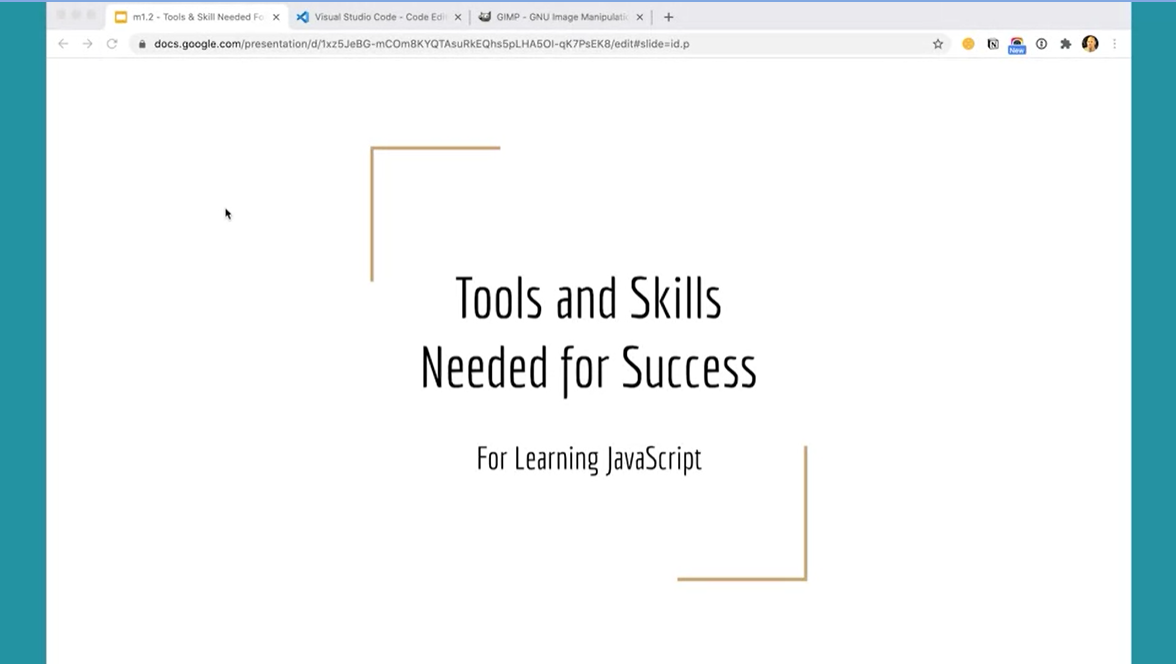 m1.2 - Tools & Skill Needed Fo
Visual Studio Code - Code Edi
GIMP - GNU Image Manipulati
docs.google.com/presentation/d/1xz5JeBG-mCOm8KYQTAsuRkEQhs5pLHA5OI-qK7PsEK8/edit#slide=id.p
New
Tools and Skills
Needed for Success
For Learning JavaScript